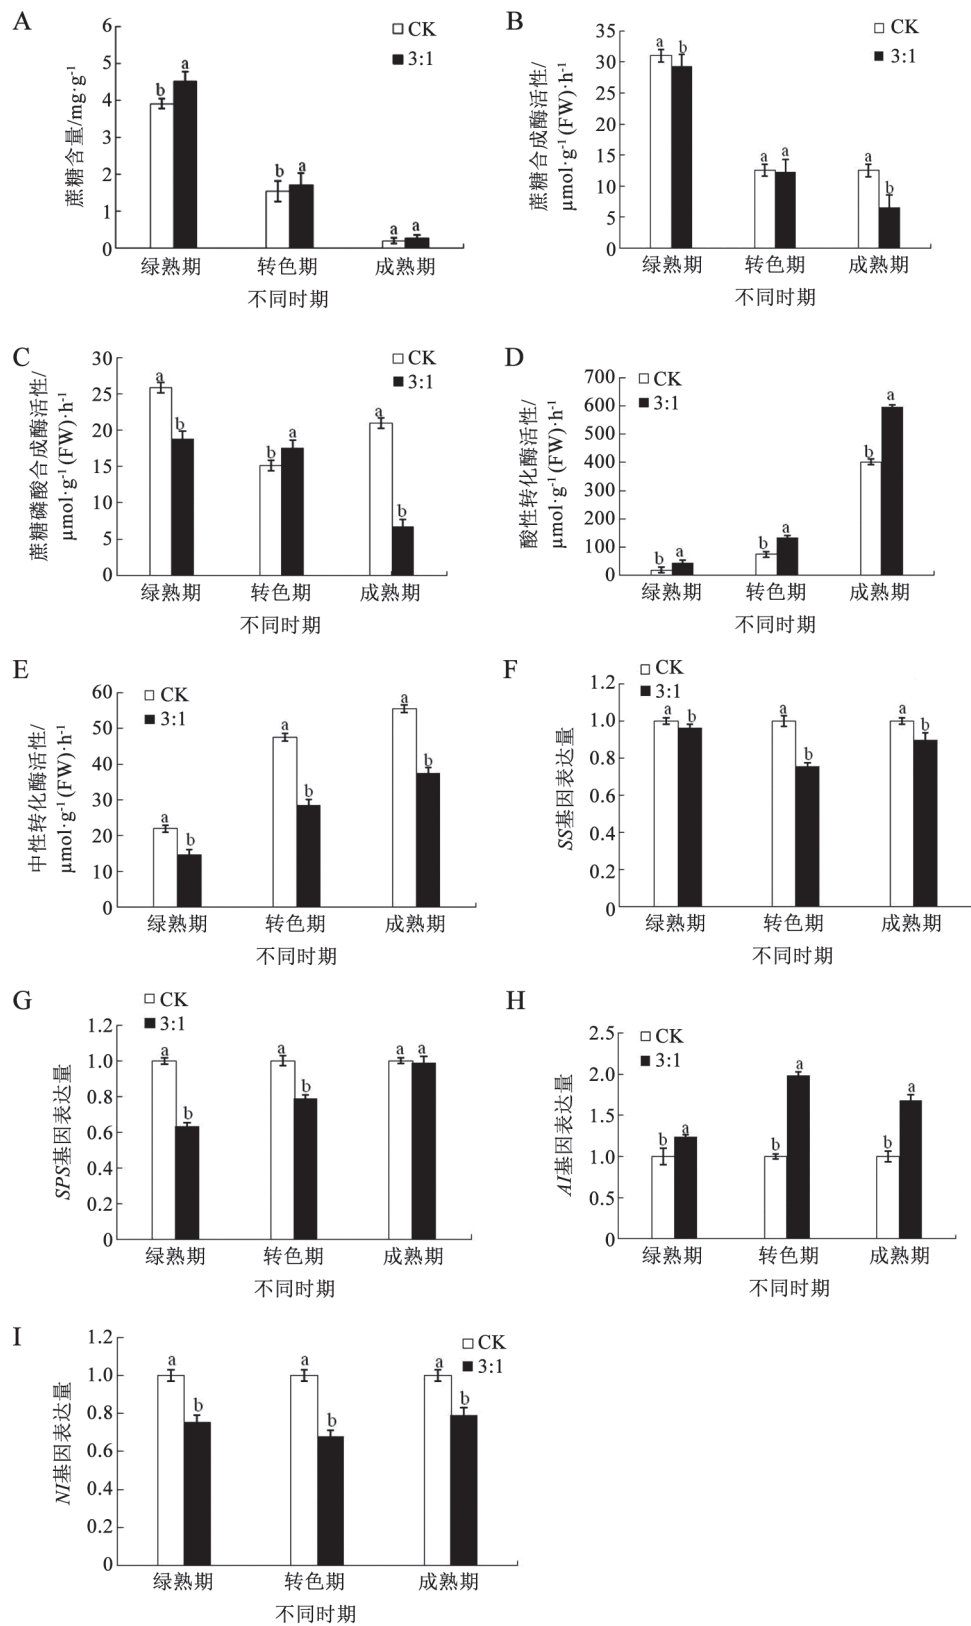 A
蔗糖含量/mg·g⁻¹
6
5
4
3
2
1
0
CK
3:1
b
a
b
a
a
a
绿熟期 转色期 成熟期
不同时期
B
蔗糖合成酶活性/
μmol·g⁻¹ (FW)·h⁻¹
35
30
25
20
15
10
5
0
CK
3:1
a
b
a
a
a
b
绿熟期 转色期 成熟期
不同时期
C
蔗糖磷酸合成酶活性/
μmol·g⁻¹ (FW)·h⁻¹
30
25
20
15
10
5
0
CK
3:1
a
b
b
a
a
b
绿熟期 转色期 成熟期
不同时期
D
酸性转化酶活性/
μmol·g⁻¹ (FW)·h⁻¹
700
600
500
400
300
200
100
0
CK
3:1
b
a
b
a
b
a
绿熟期 转色期 成熟期
不同时期
E
中性转化酶活性/
μmol·g⁻¹ (FW)·h⁻¹
60
50
40
30
20
10
0
CK
3:1
a
b
a
b
a
b
绿熟期 转色期 成熟期
不同时期
F
SS基因表达量
1.2
1.0
0.8
0.6
0.4
0.2
0
CK
3:1
a
b
a
b
a
b
绿熟期 转色期 成熟期
不同时期
G
SPS基因表达量
1.2
1.0
0.8
0.6
0.4
0.2
0
CK
3:1
a
b
a
b
a
a
绿熟期 转色期 成熟期
不同时期
H
AI基因表达量
2.5
2.0
1.5
1.0
0.5
0
CK
3:1
b
a
b
a
b
a
绿熟期 转色期 成熟期
不同时期
I
NI基因表达量
1.2
1.0
0.8
0.6
0.4
0.2
0
CK
3:1
a
b
a
b
a
b
绿熟期 转色期 成熟期
不同时期